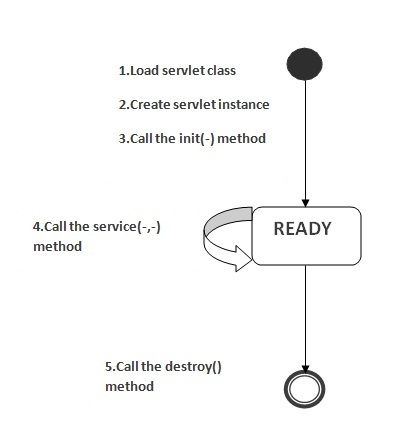 1.Load servlet class
2.Create servlet instance
3.Call the init(-) method
READY
4.Call the service(-,-)
method
5.Call the destroy()
method